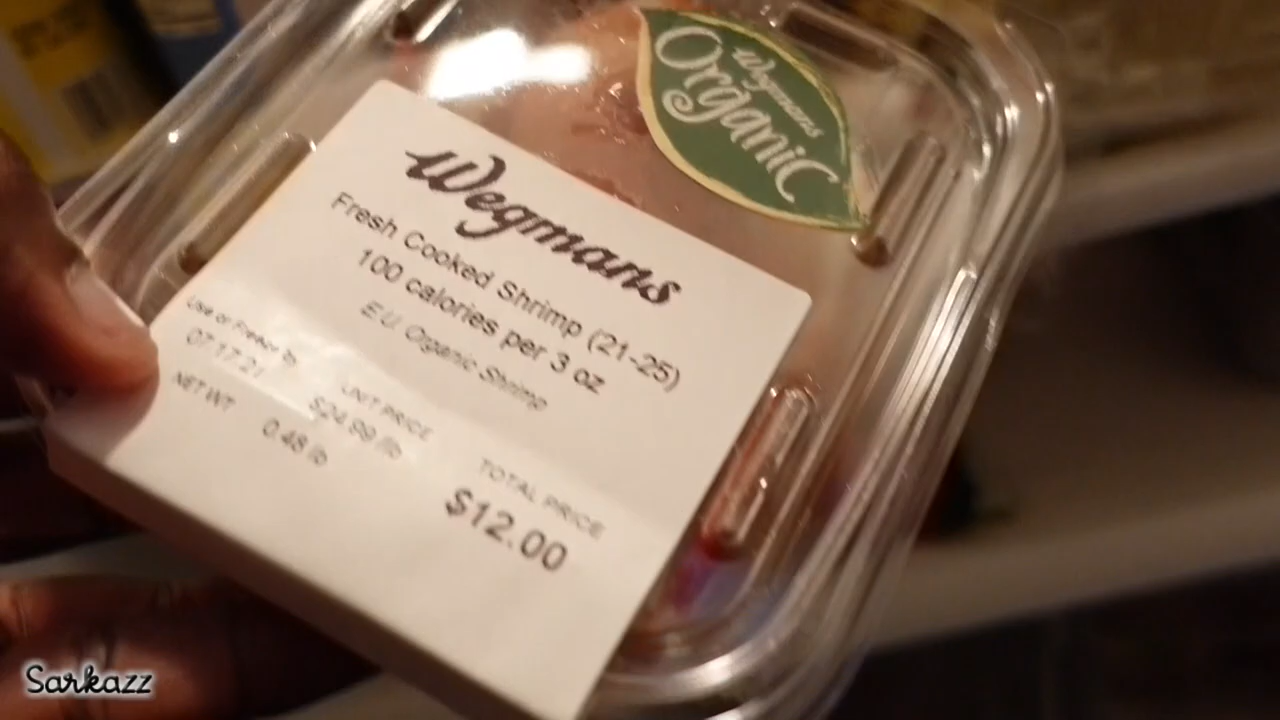 Wegmans
Organic
Wegmans
Fresh Cooked Shrimp (21-25)
100 calories per 3 oz
E.U. Organic Shrimp
Use or Freeze by
07.17.21
UNIT PRICE
$24.99/lb
NET WT
0.48 lb
TOTAL PRICE
$12.00
Sarkazz